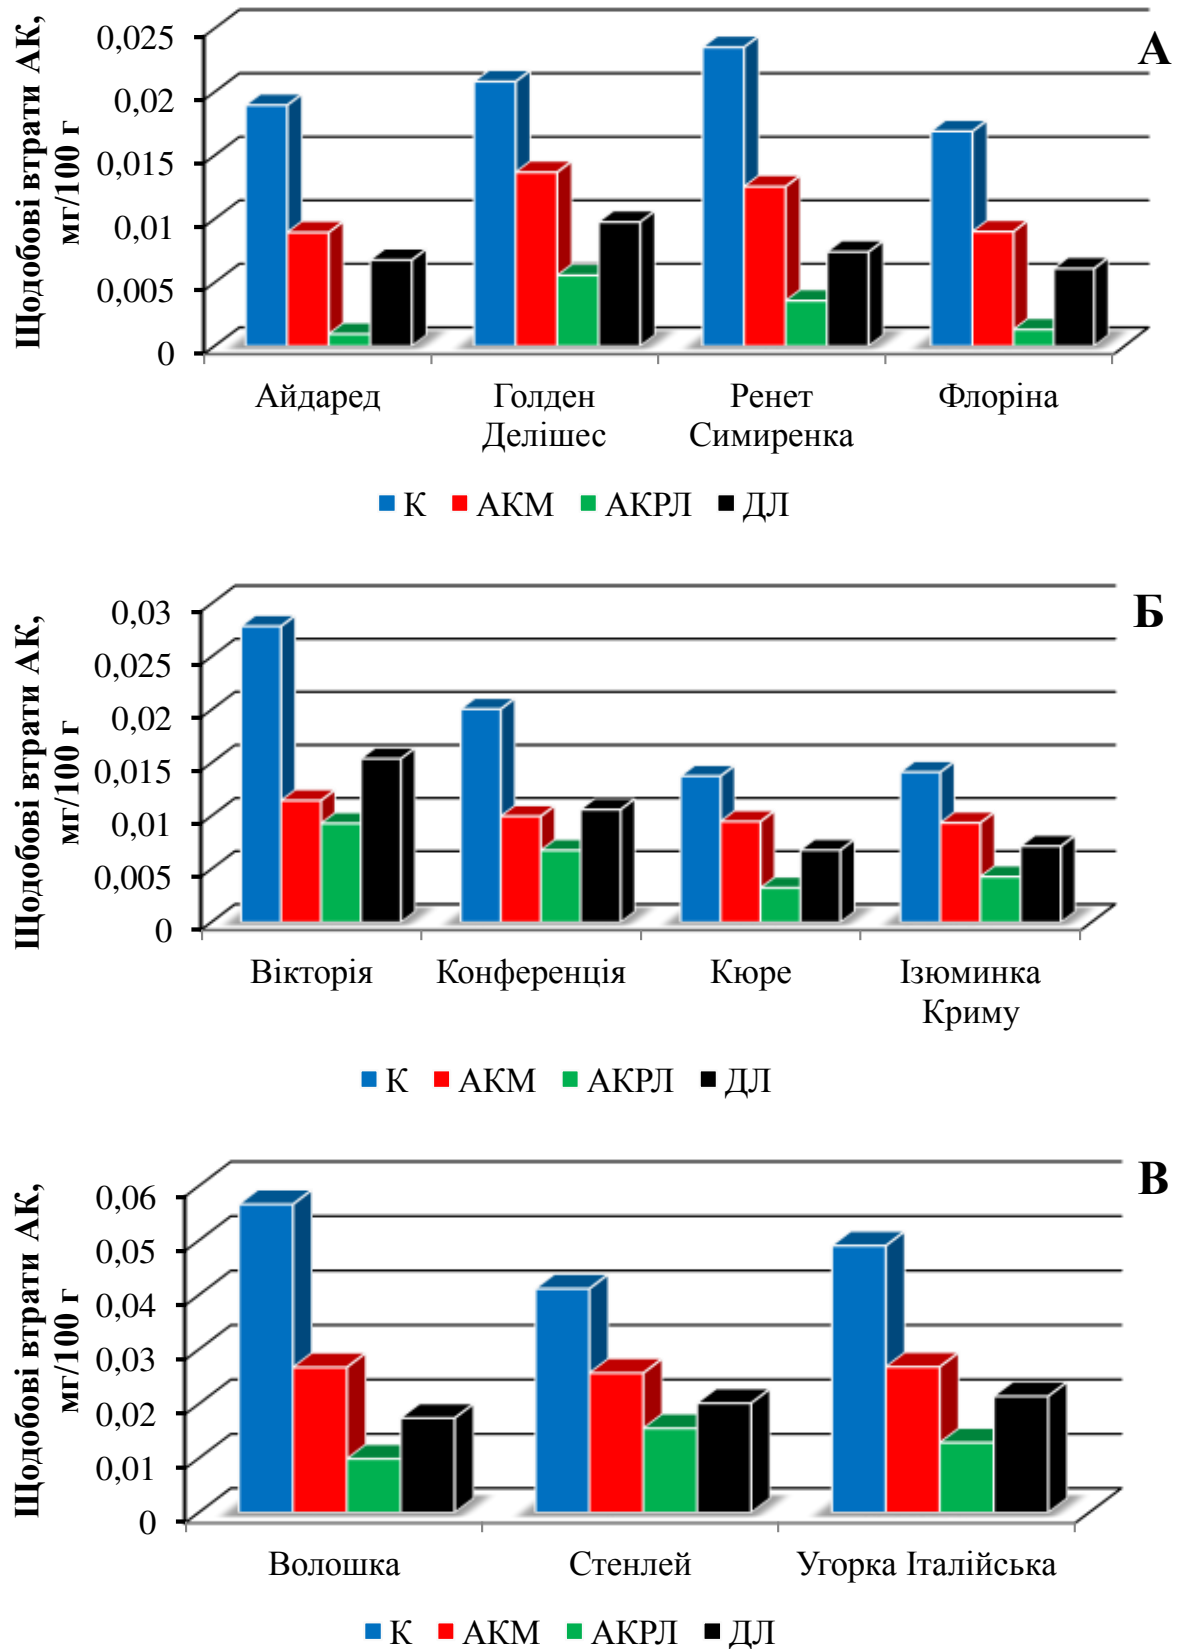 Щодобові втрати АК,
мг/100 г
А
0,025
0,02
0,015
0,01
0,005
0
Айдаред
Голден
Делішес
Ренет
Симиренка
Флоріна
К АКМ АКРЛ ДЛ
Щодобові втрати АК,
мг/100 г
Б
0,03
0,025
0,02
0,015
0,01
0,005
0
Вікторія
Конференція
Кюре
Ізюминка
Криму
К АКМ АКРЛ ДЛ
Щодобові втрати АК,
мг/100 г
В
0,06
0,05
0,04
0,03
0,02
0,01
0
Волошка
Стенлей
Угорка Італійська
К АКМ АКРЛ ДЛ